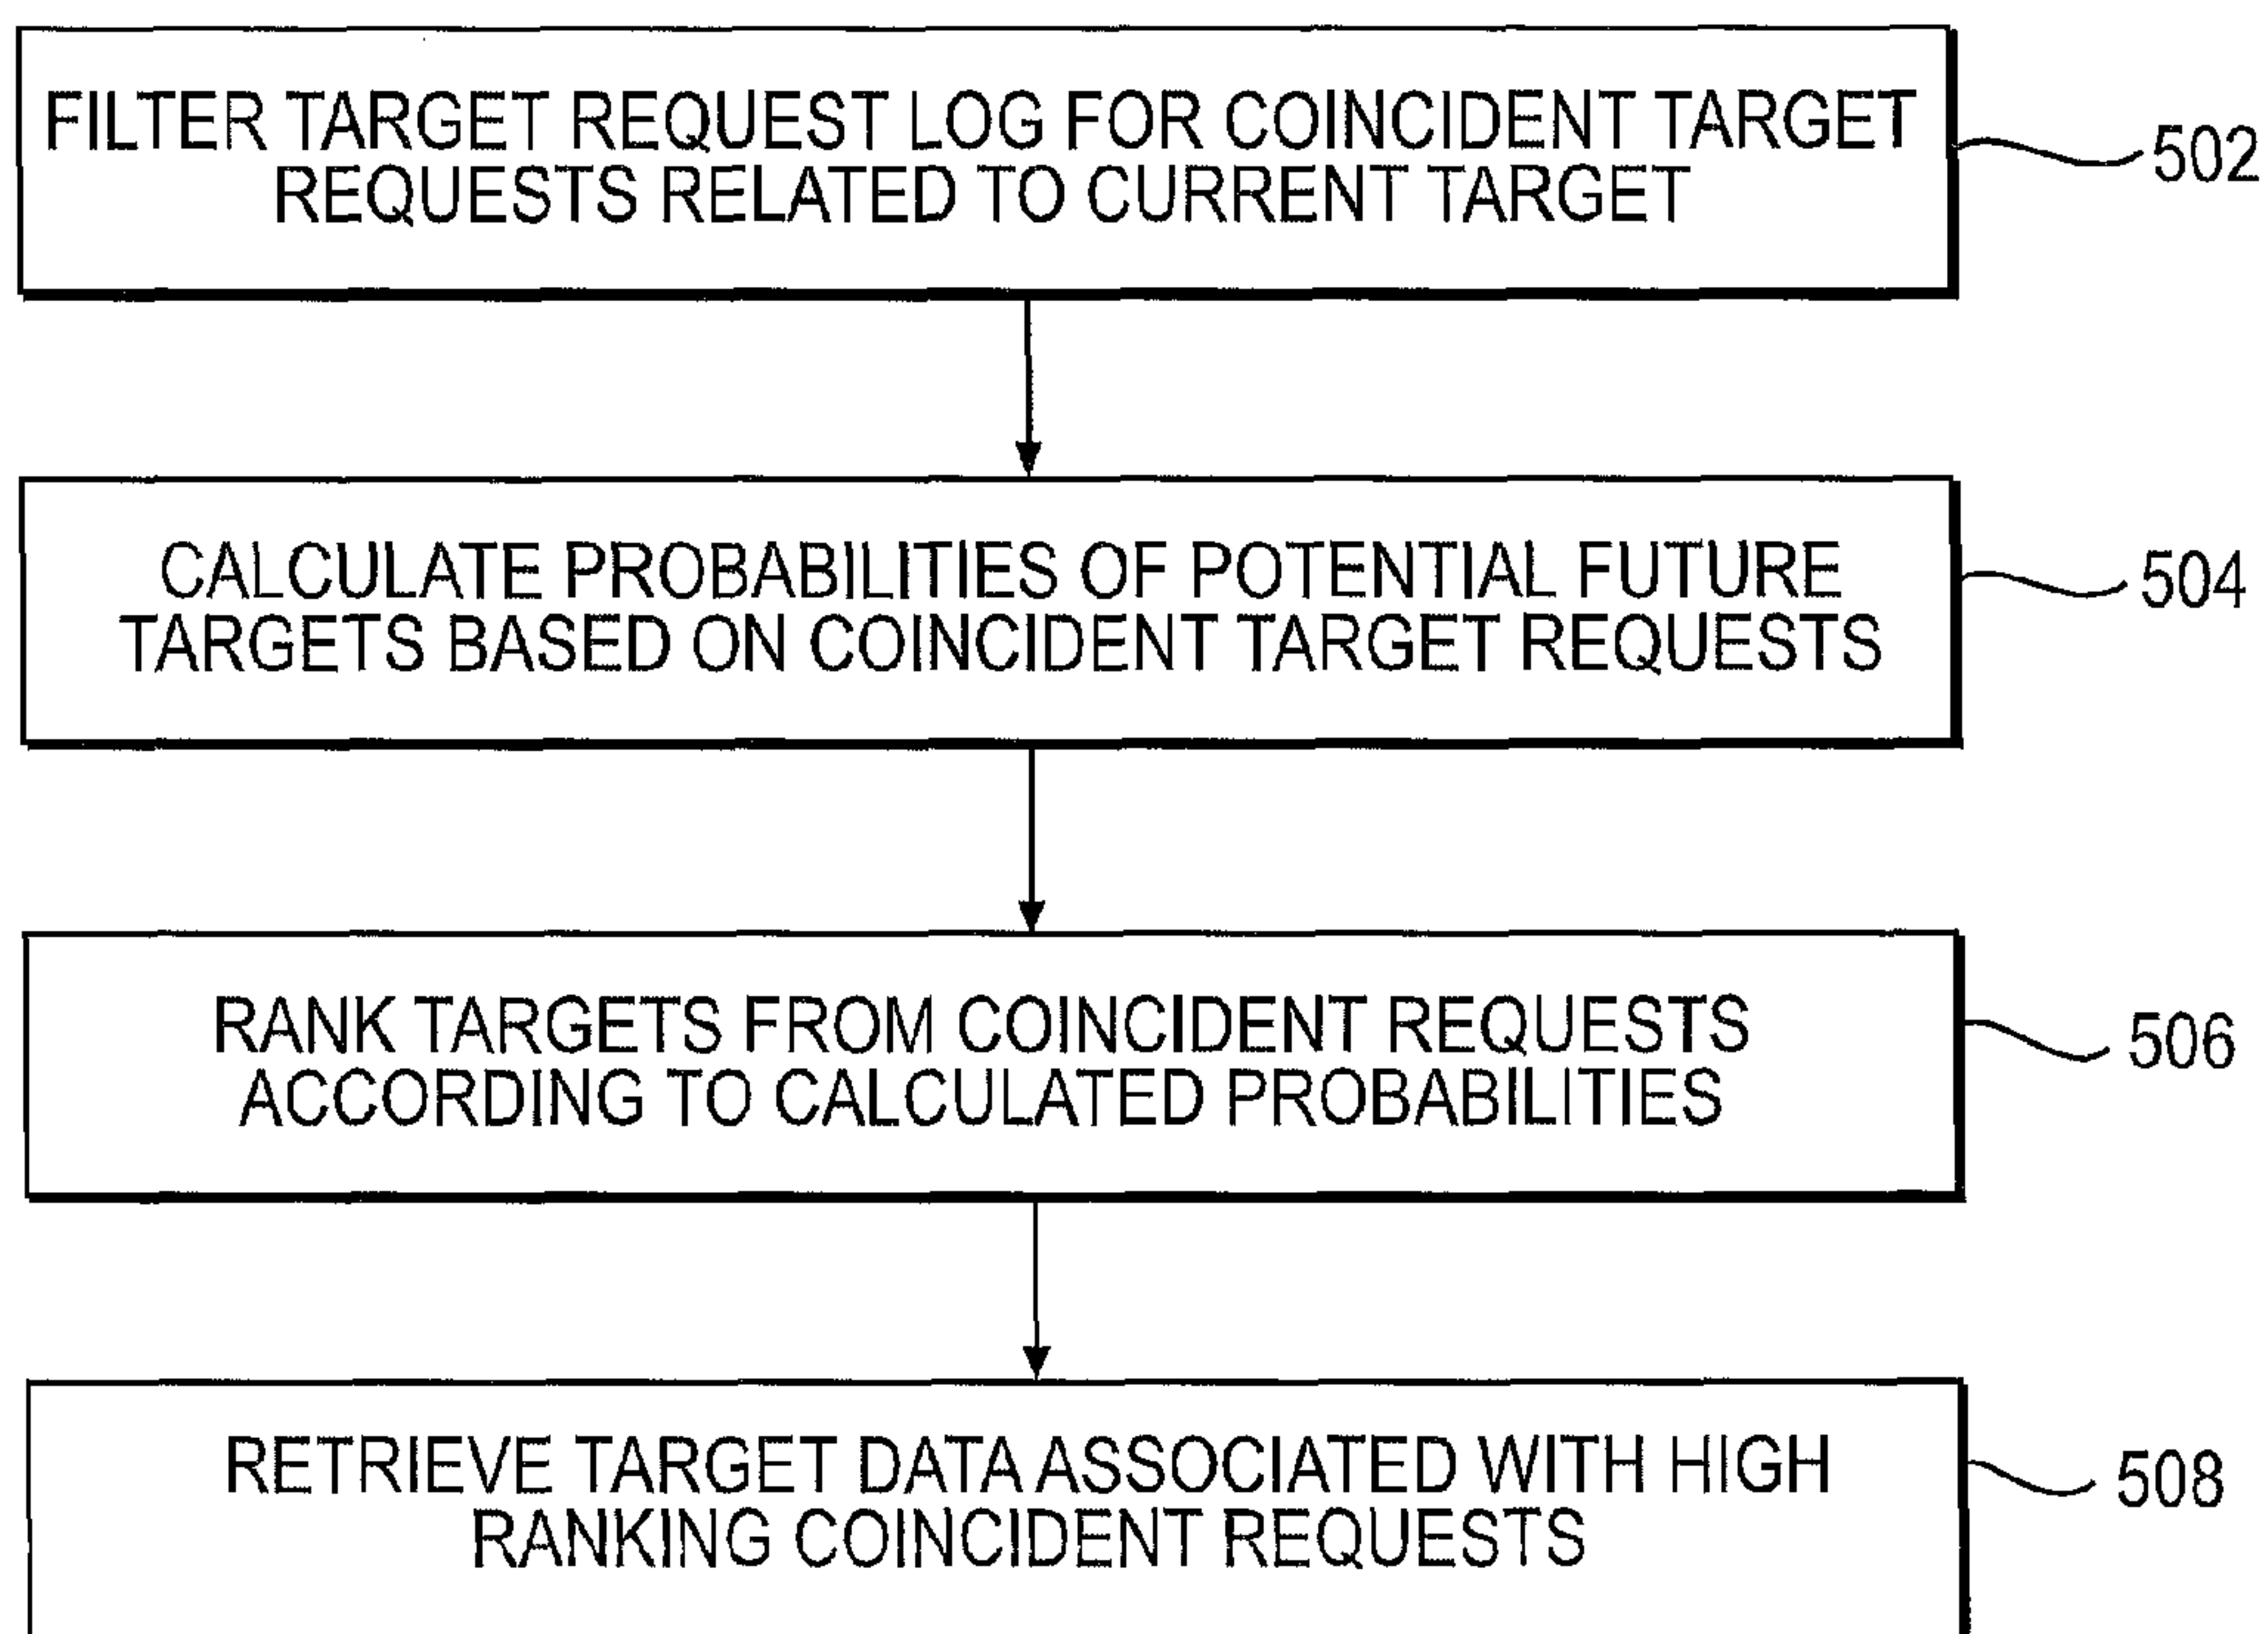 FILTER TARGET REQUEST LOG FOR COINCIDENT TARGET
REQUESTS RELATED TO CURRENT TARGET
502
CALCULATE PROBABILITIES OF POTENTIAL FUTURE
TARGETS BASED ON COINCIDENT TARGET REQUESTS
504
RANK TARGETS FROM COINCIDENT REQUESTS
ACCORDING TO CALCULATED PROBABILITIES
506
RETRIEVE TARGET DATA ASSOCIATED WITH HIGH
RANKING COINCIDENT REQUESTS
508